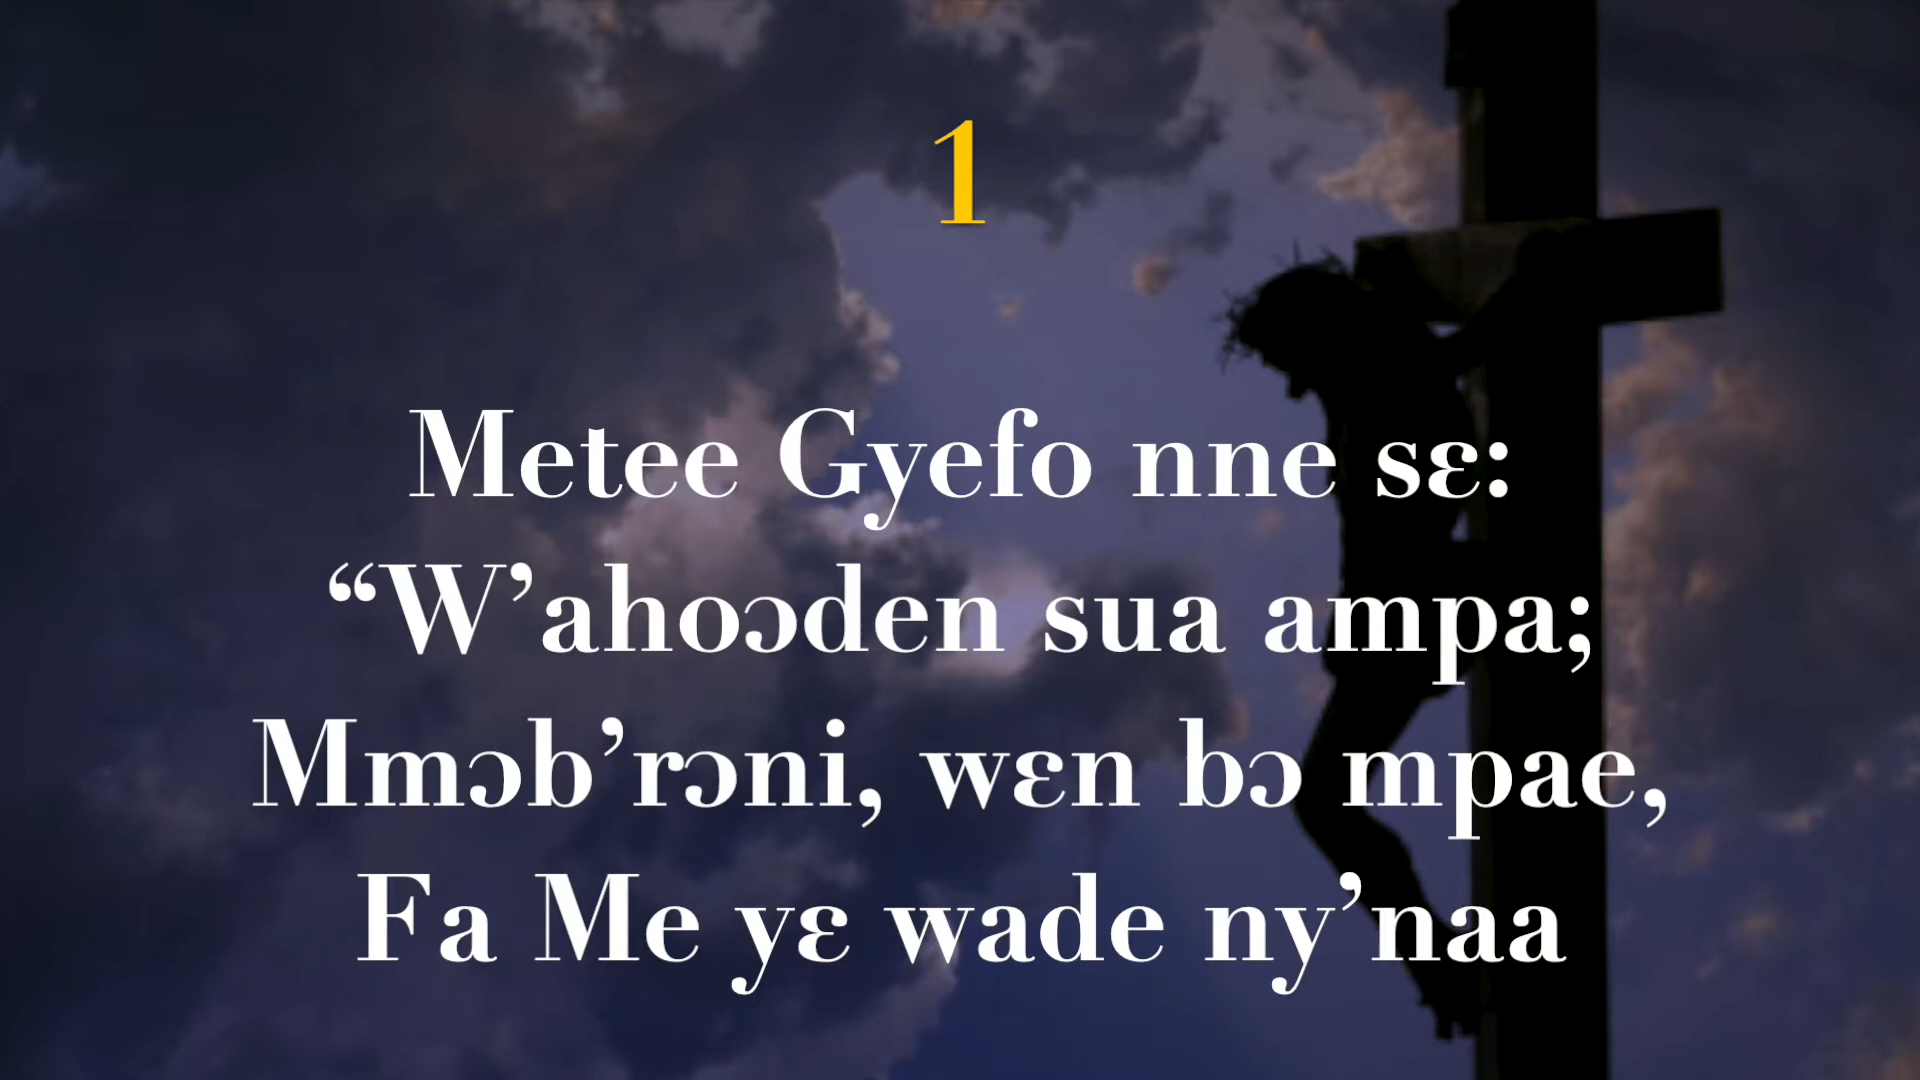 1
Metee Gyefo nne sɛ:
“W’ahoɔden sua ampa;
Mmɔb’rɔni, wɛn bɔ mpae,
Fa Me yɛ wade ny’naa